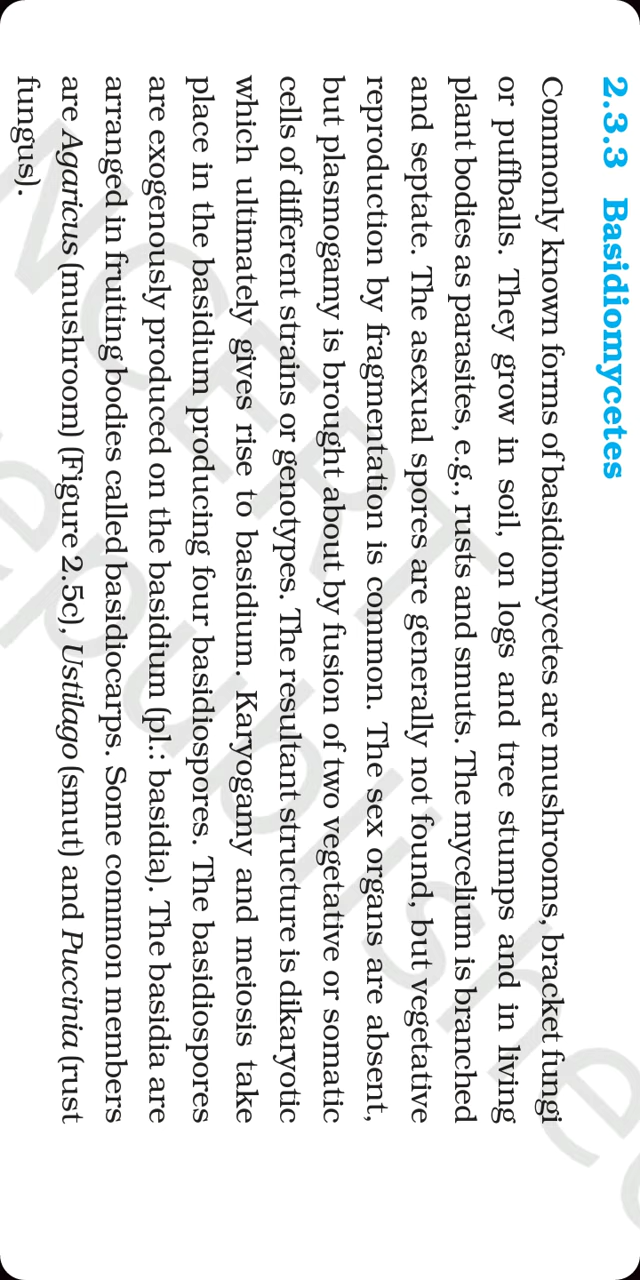 2.3.3 Basidiomycetes
Commonly known forms of basidiomycetes are mushrooms, bracket fungi
or puffballs. They grow in soil, on logs and tree stumps and in living
plant bodies as parasites, e.g., rusts and smuts. The mycelium is branched
and septate. The asexual spores are generally not found, but vegetative
reproduction by fragmentation is common. The sex organs are absent,
but plasmogamy is brought about by fusion of two vegetative or somatic
cells of different strains or genotypes. The resultant structure is dikaryotic
which ultimately gives rise to basidium. Karyogamy and meiosis take
place in the basidium producing four basidiospores. The basidiospores
are exogenously produced on the basidium (pl.: basidia). The basidia are
arranged in fruiting bodies called basidiocarps. Some common members
are Agaricus (mushroom) (Figure 2.5c), Ustilago (smut) and Puccinia (rust
fungus).
NCERT
republished